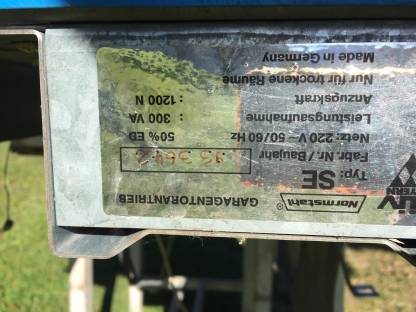 Normstahl® GARAGENTORANTRIEB
Typ: SE
Fabr. Nr. / Baujahr
Netz: 220 V - 50/60 Hz 50% ED
Leistungsaufnahme : 300 VA
Anzugskraft : 1200 N
Nur für trockene Räume
Made in Germany